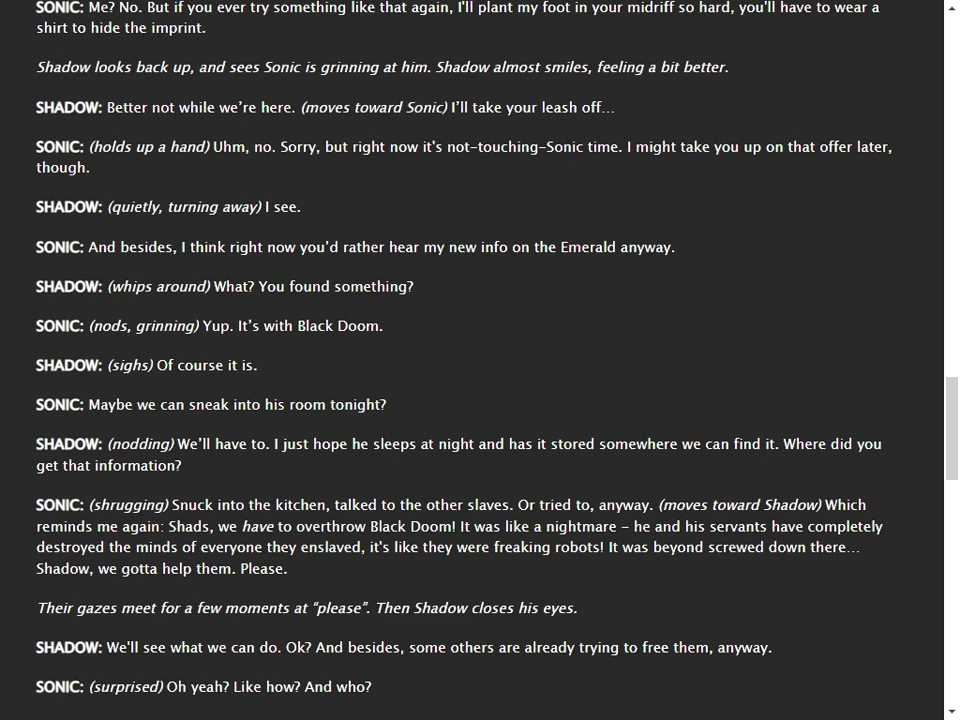 SONIC: Me? No. But if you ever try something like that again, I'll plant my foot in your midriff so hard, you'll have to wear a
shirt to hide the imprint.
Shadow looks back up, and sees Sonic is grinning at him. Shadow almost smiles, feeling a bit better.
SHADOW: Better not while we’re here. (moves toward Sonic) I’ll take your leash off…
SONIC: (holds up a hand) Uhm, no. Sorry, but right now it's not-touching-Sonic time. I might take you up on that offer later,
though.
SHADOW: (quietly, turning away) I see.
SONIC: And besides, I think right now you’d rather hear my new info on the Emerald anyway.
SHADOW: (whips around) What? You found something?
SONIC: (nods, grinning) Yup. It’s with Black Doom.
SHADOW: (sighs) Of course it is.
SONIC: Maybe we can sneak into his room tonight?
SHADOW: (nodding) We’ll have to. I just hope he sleeps at night and has it stored somewhere we can find it. Where did you
get that information?
SONIC: (shrugging) Snuck into the kitchen, talked to the other slaves. Or tried to, anyway. (moves toward Shadow) Which
reminds me again: Shads, we have to overthrow Black Doom! It was like a nightmare – he and his servants have completely
destroyed the minds of everyone they enslaved, it's like they were freaking robots! It was beyond screwed down there…
Shadow, we gotta help them. Please.
Their gazes meet for a few moments at “please”. Then Shadow closes his eyes.
SHADOW: We'll see what we can do. Ok? And besides, some others are already trying to free them, anyway.
SONIC: (surprised) Oh yeah? Like how? And who?